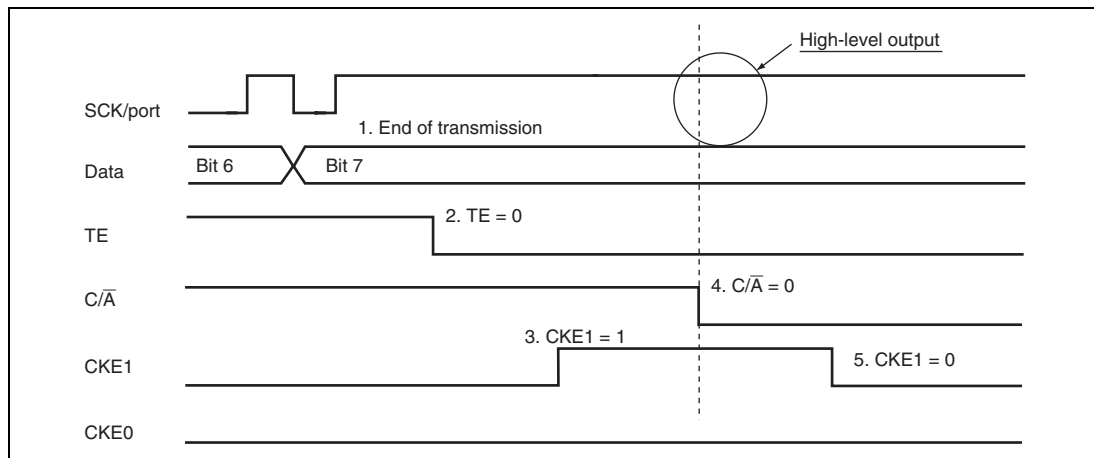 High-level output
SCK/port
1. End of transmission
Data
Bit 6
Bit 7
TE
2. TE = 0
C/A̅
4. C/A̅ = 0
3. CKE1 = 1
CKE1
5. CKE1 = 0
CKE0